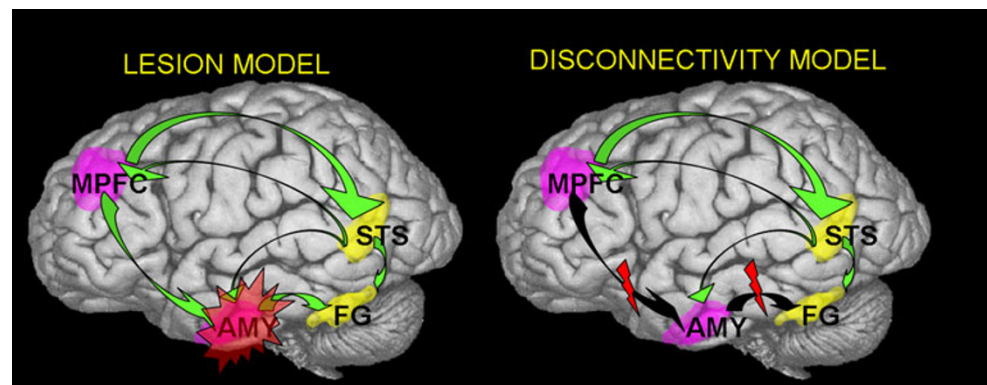 LESION MODEL
MPFC
STS
AMY
FG
DISCONNECTIVITY MODEL
MPFC
STS
AMY
FG